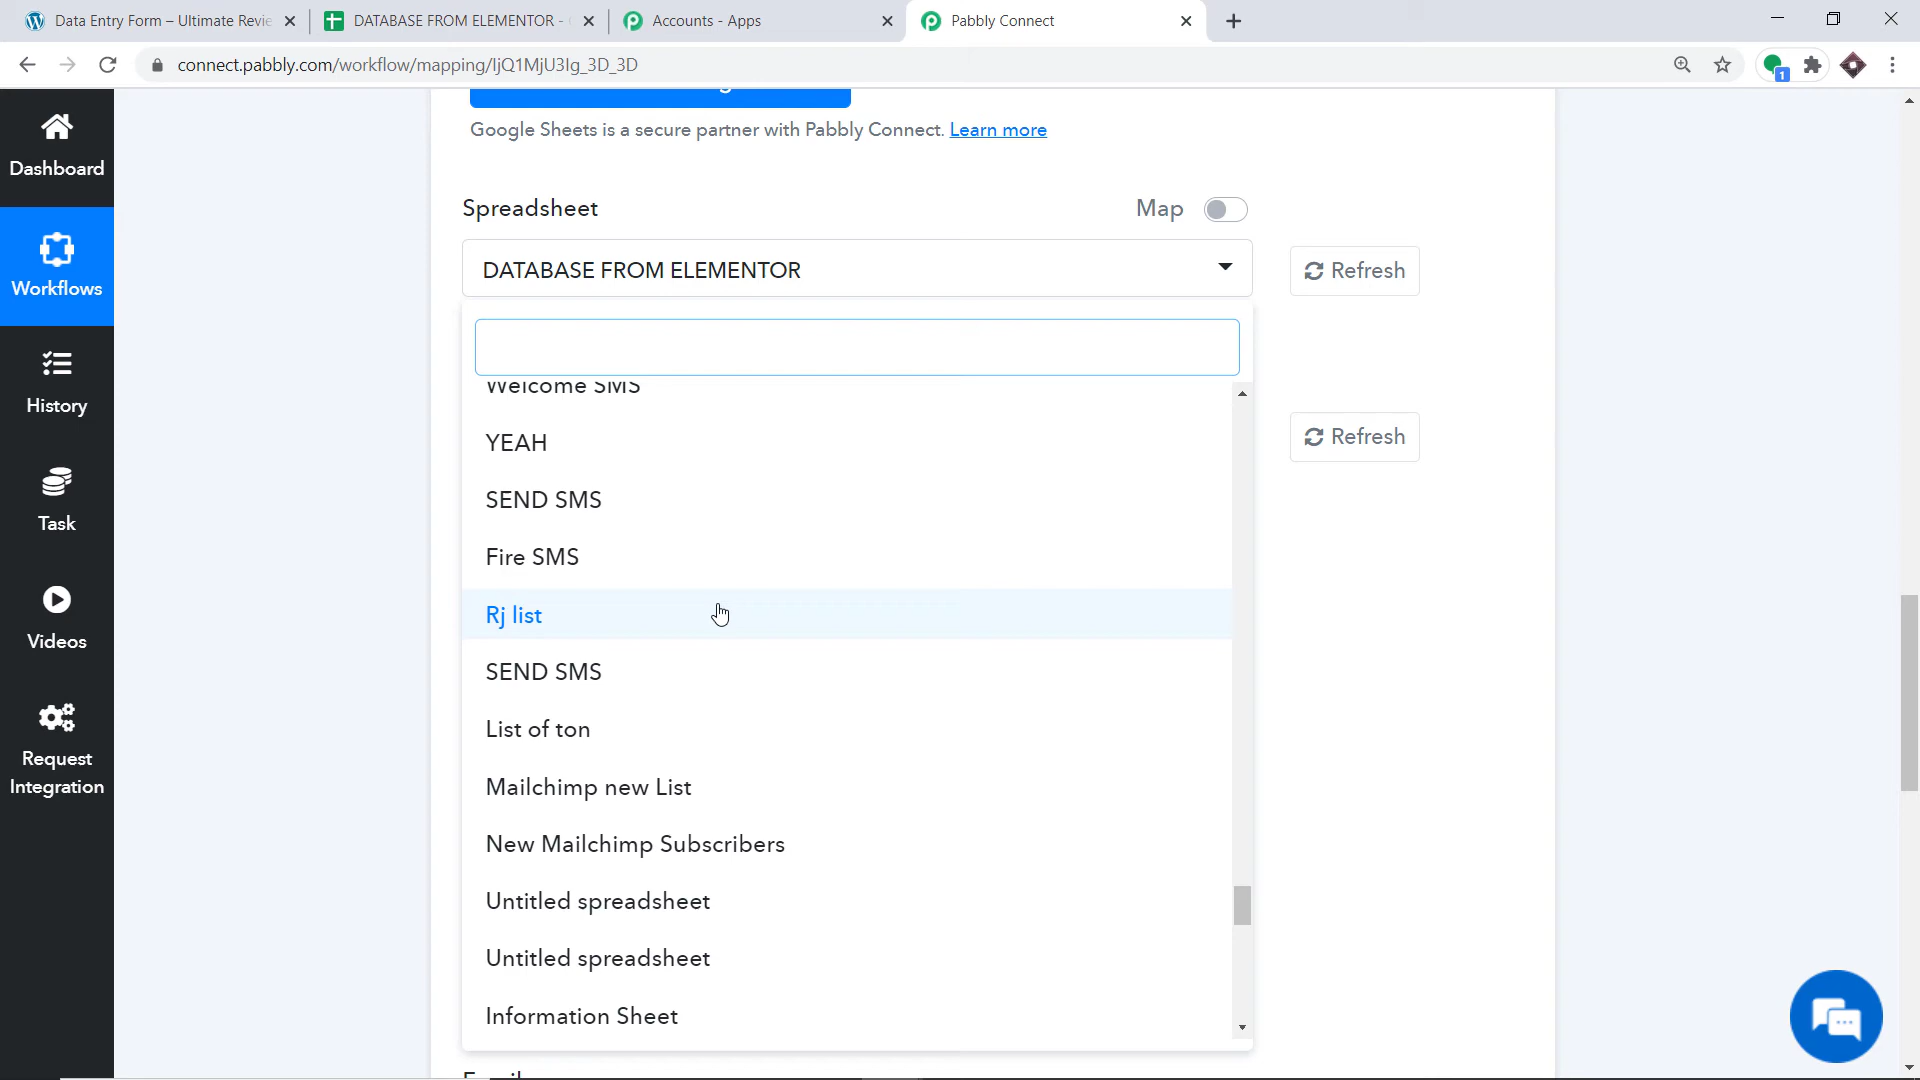 Data Entry Form – Ultimate Revie
DATABASE FROM ELEMENTOR -
Accounts - Apps
Pabbly Connect
connect.pabbly.com/workflow/mapping/IjQ1MjU3Ig_3D_3D
1
Dashboard
Workflows
History
Task
Videos
Request
Integration
Google Sheets is a secure partner with Pabbly Connect. Learn more
Spreadsheet
Map
DATABASE FROM ELEMENTOR
Refresh
Welcome SMS
YEAH
Refresh
SEND SMS
Fire SMS
Rj list
SEND SMS
List of ton
Mailchimp new List
New Mailchimp Subscribers
Untitled spreadsheet
Untitled spreadsheet
Information Sheet